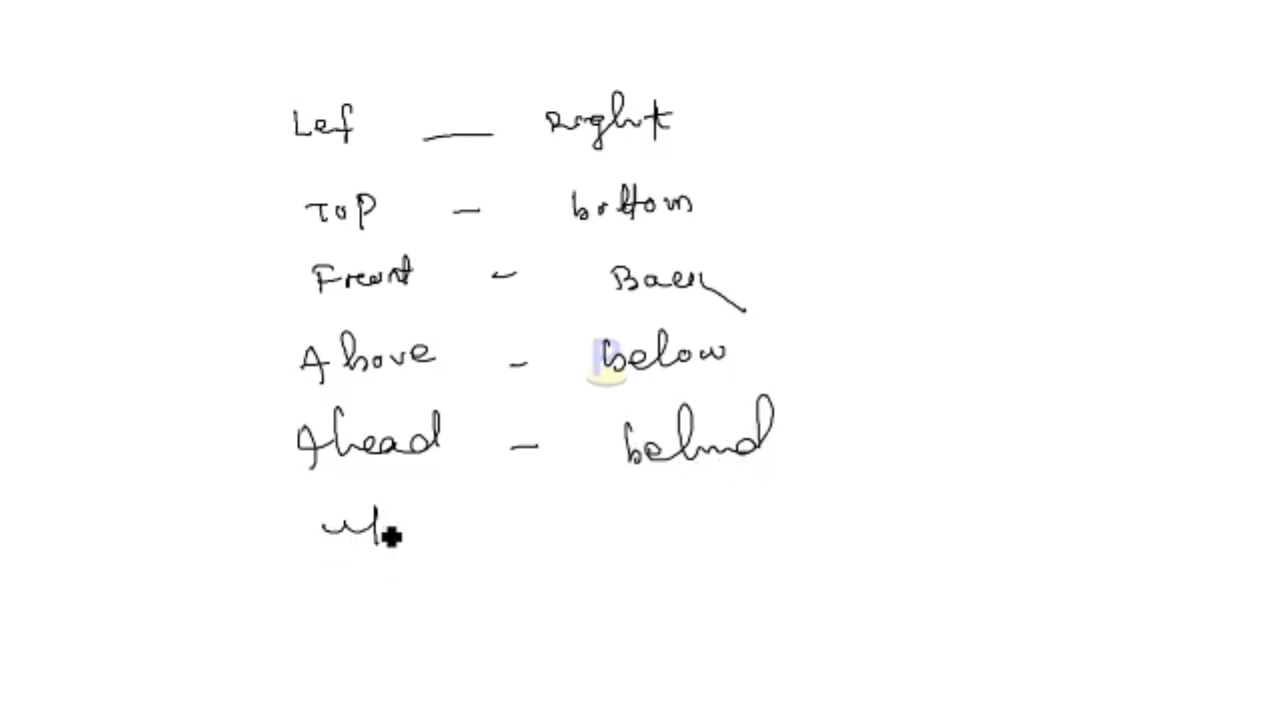 Lef — Right
Top - bottom
Front - Back
Above - below
Ahead - behind